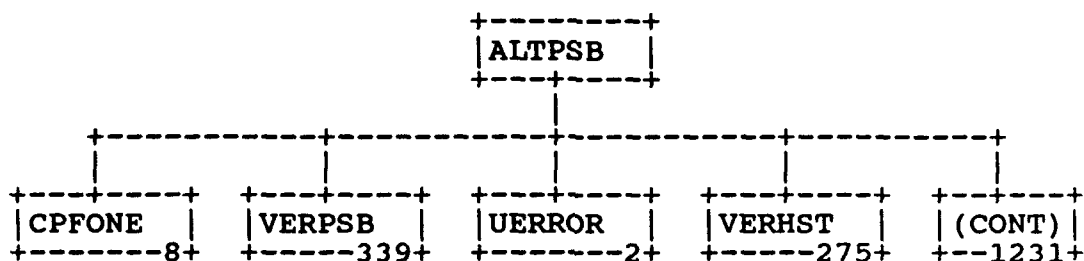 ALTPSB
CPFONE VERPSB UERROR VERHST (CONT)
8 339 2 275 1231